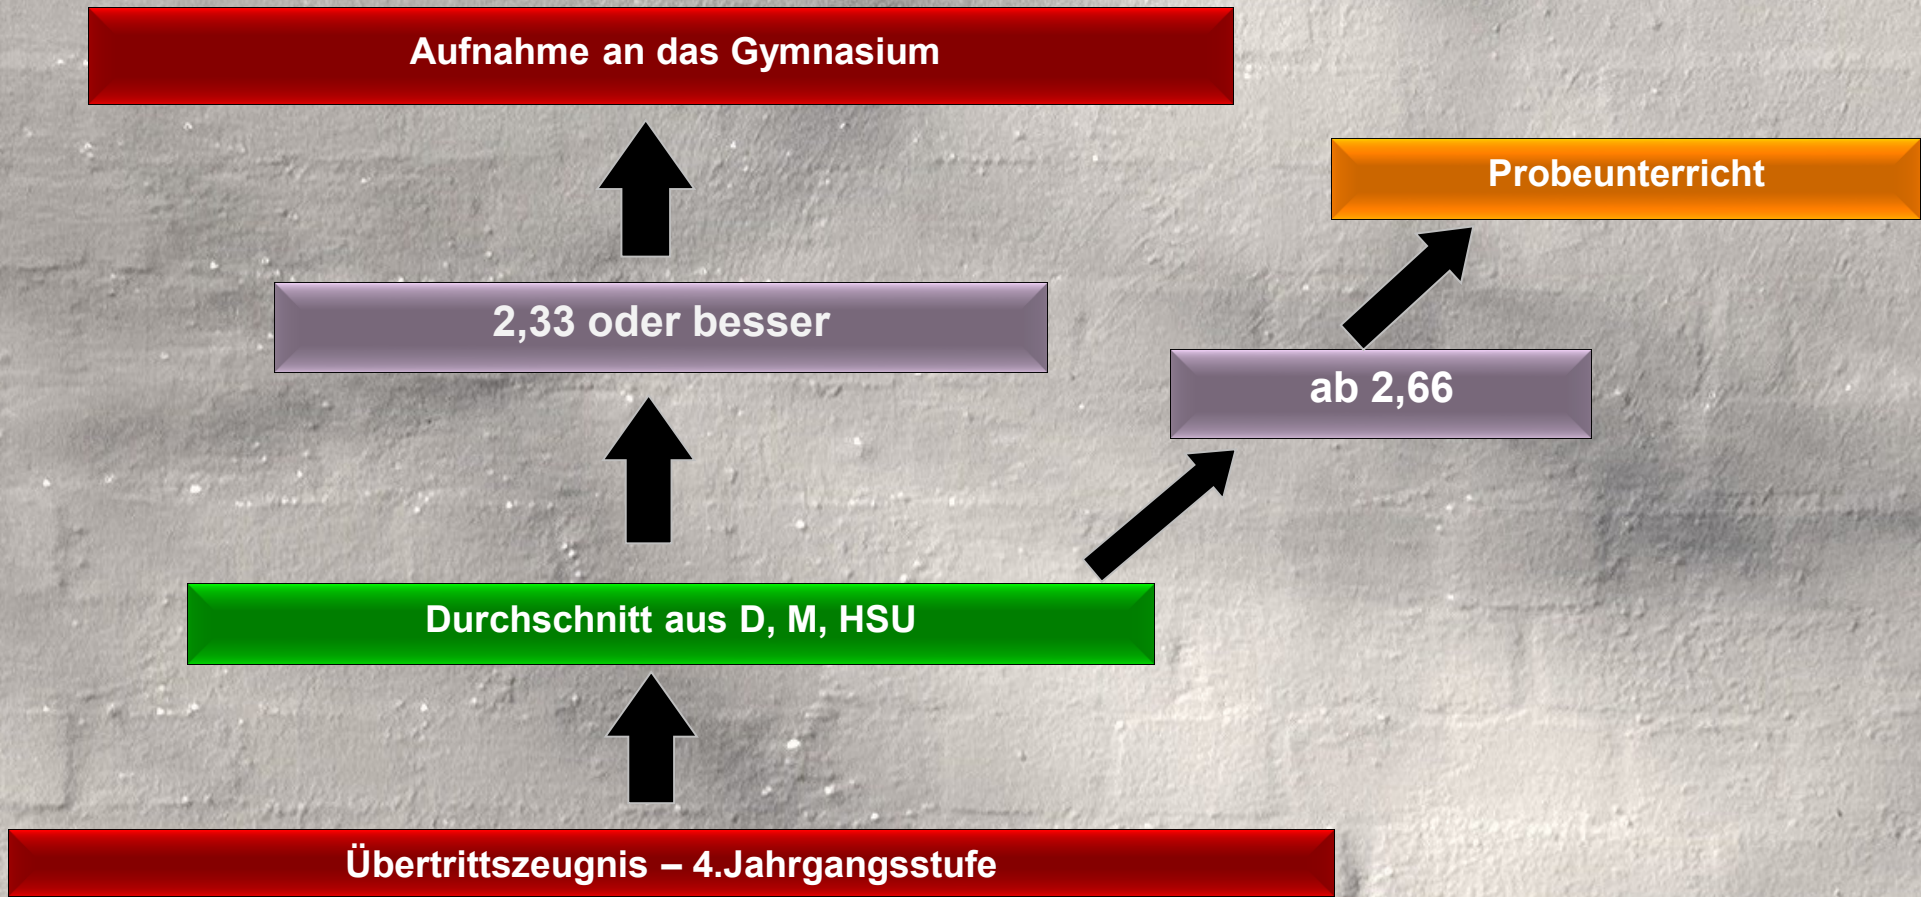 Aufnahme an das Gymnasium
Probeunterricht
2,33 oder besser
ab 2,66
Durchschnitt aus D, M, HSU
Übertrittszeugnis – 4.Jahrgangsstufe